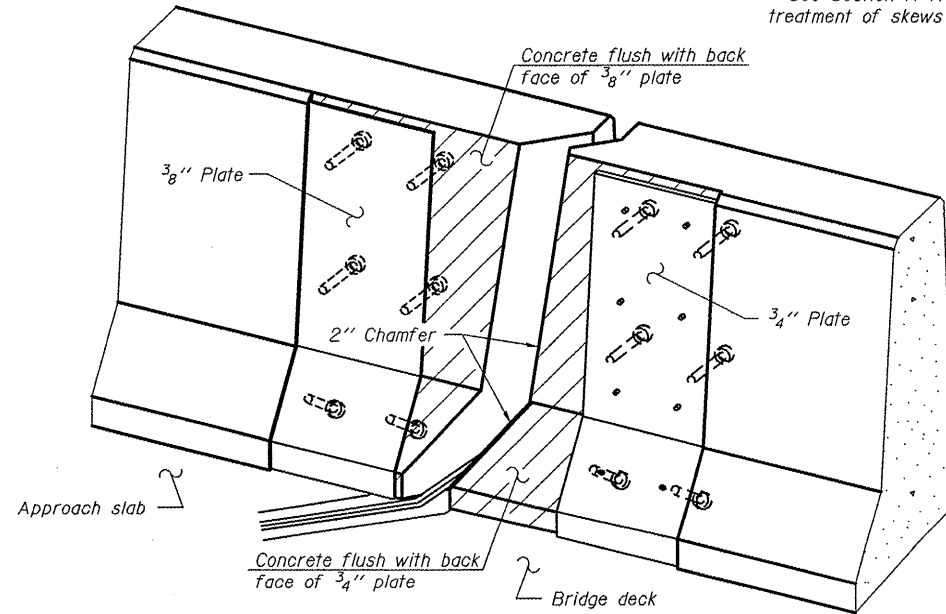 treatment of skews
Concrete flush with back
face of 3/8" plate
3/8" Plate
3/4" Plate
2" Chamfer
Approach slab
Concrete flush with back
face of 3/4" plate
Bridge deck